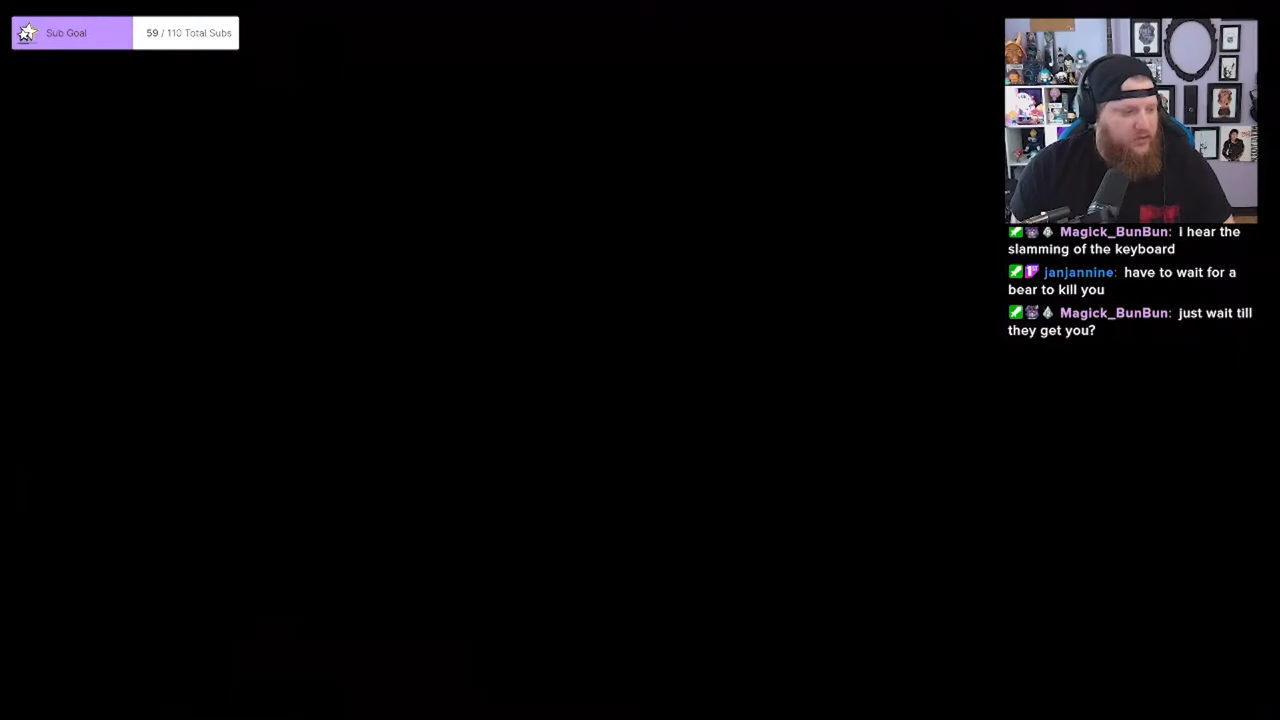 Sub Goal
59 / 110 Total Subs
Magick_BunBun: I hear the
slamming of the keyboard
janjannine: have to wait for a
bear to kill you
Magick_BunBun: just wait till
they get you?